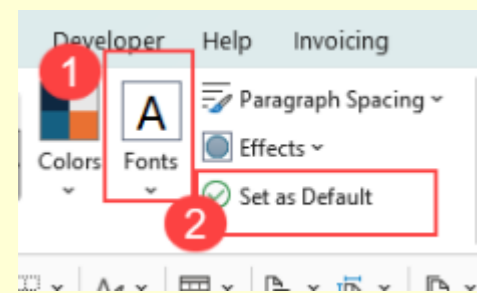 Developer Help Invoicing
1
A
Paragraph Spacing
Effects
Colors Fonts
Set as Default
2